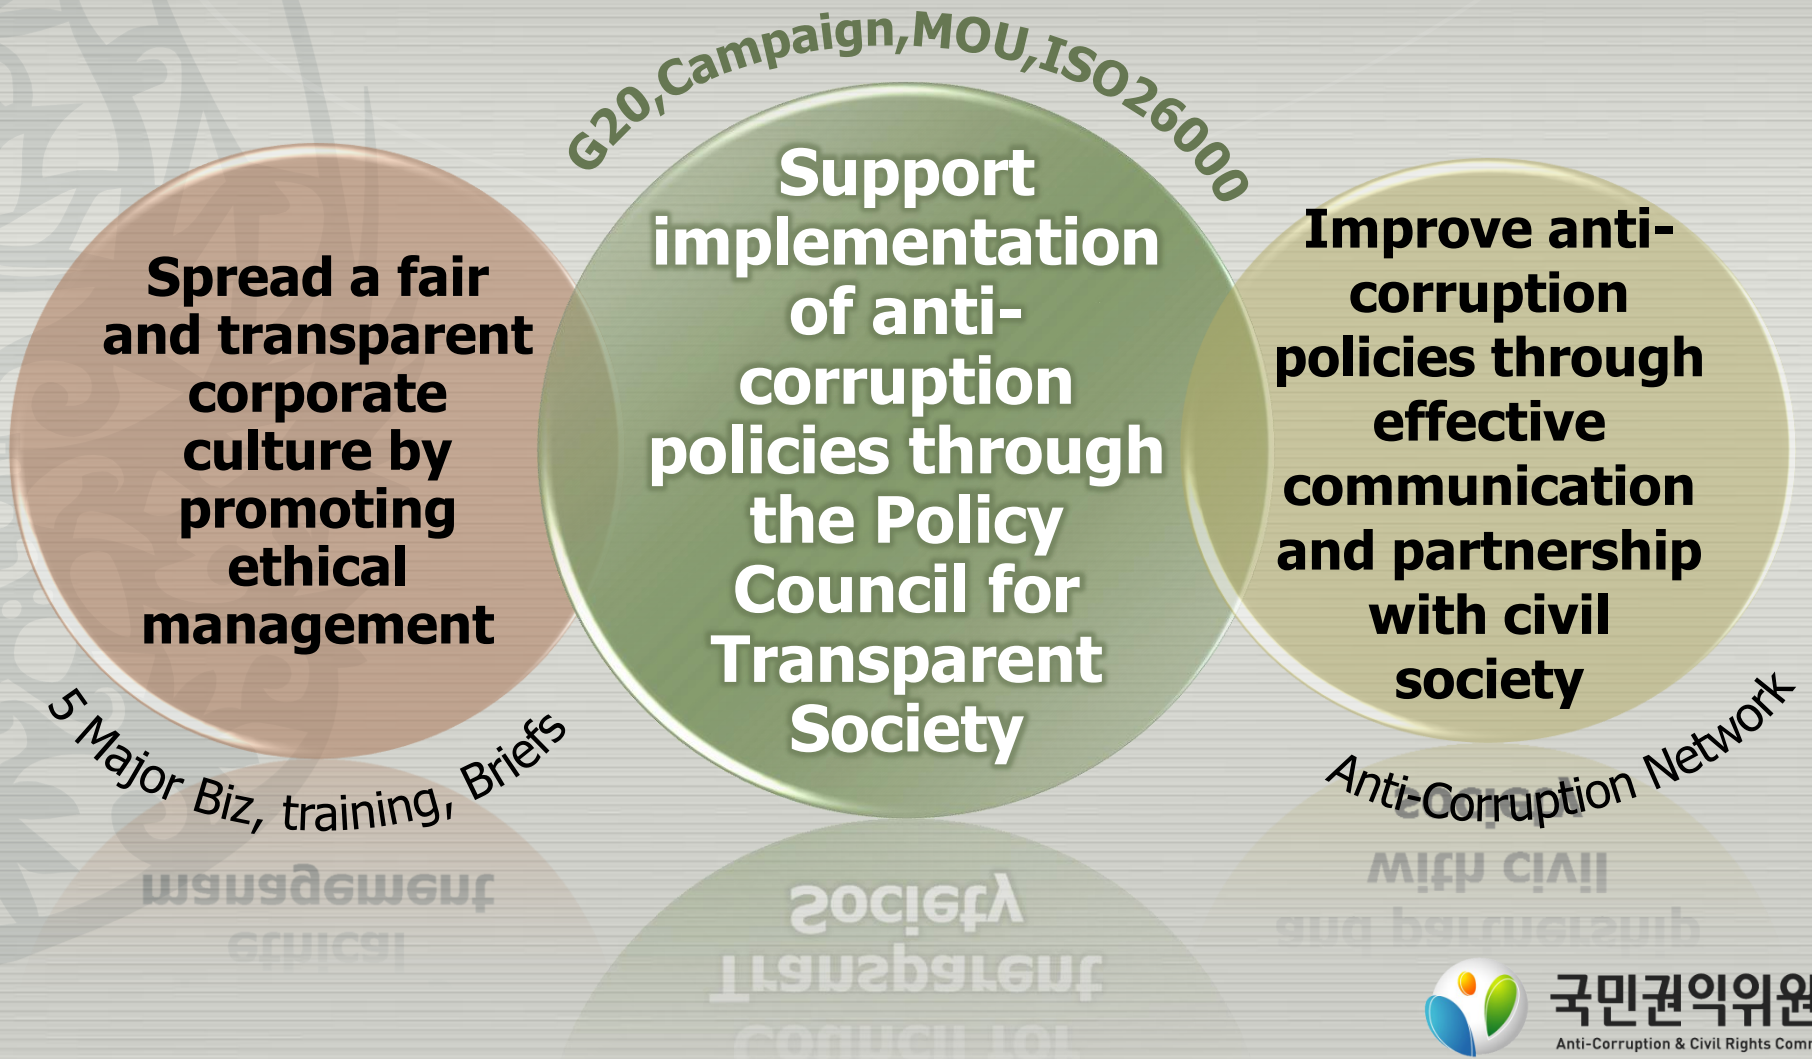 G20,Campaign,MOU,ISO26000
Spread a fair
and transparent
corporate
culture by
promoting
ethical
management
5 Major Biz, training, Briefs
Support
implementation
of anti-
corruption
policies through
the Policy
Council for
Transparent
Society
Improve anti-
corruption
policies through
effective
communication
and partnership
with civil
society
Anti-Corruption Network
국민권익위원
Anti-Corruption & Civil Rights Comm